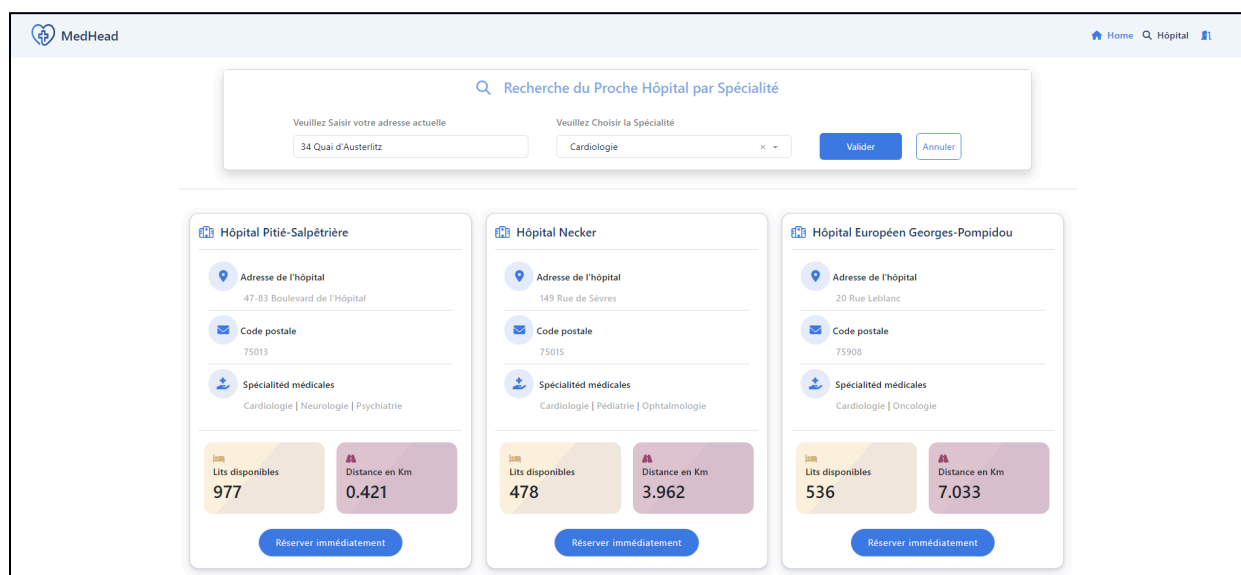 MedHead
Home Hôpital
Recherche du Proche Hôpital par Spécialité
Veuillez Saisir votre adresse actuelle
Veuillez Choisir la Spécialité
34 Quai d'Austerlitz
Cardiologie
Valider
Annuler
Hôpital Pitié-Salpêtrière
Adresse de l'hôpital
47-83 Boulevard de l'Hôpital
Code postale
75013
Spécialitéd médicales
Cardiologie | Neurologie | Psychiatrie
Lits disponibles
977
Distance en Km
0.421
Réserver immédiatement
Hôpital Necker
Adresse de l'hôpital
149 Rue de Sèvres
Code postale
75015
Spécialitéd médicales
Cardiologie | Pédiatrie | Ophtalmologie
Lits disponibles
478
Distance en Km
3.962
Réserver immédiatement
Hôpital Européen Georges-Pompidou
Adresse de l'hôpital
20 Rue Leblanc
Code postale
75908
Spécialitéd médicales
Cardiologie | Oncologie
Lits disponibles
536
Distance en Km
7.033
Réserver immédiatement